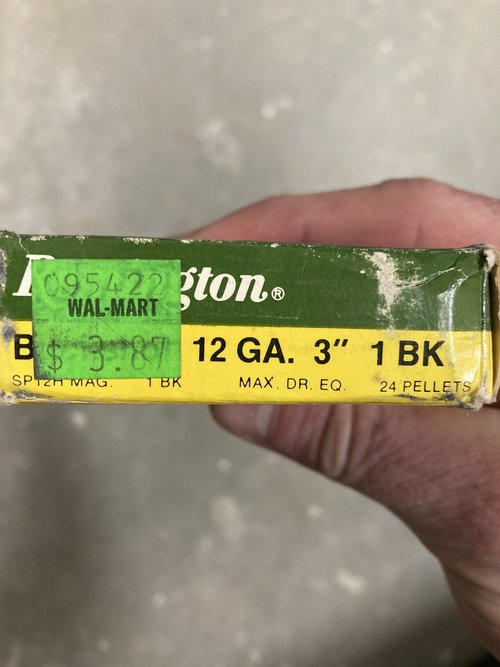 095422
WAL-MART
$ 3.87
gton®
B 12 GA. 3" 1 BK
SP12H MAG. 1 BK MAX. DR. EQ. 24 PELLETS